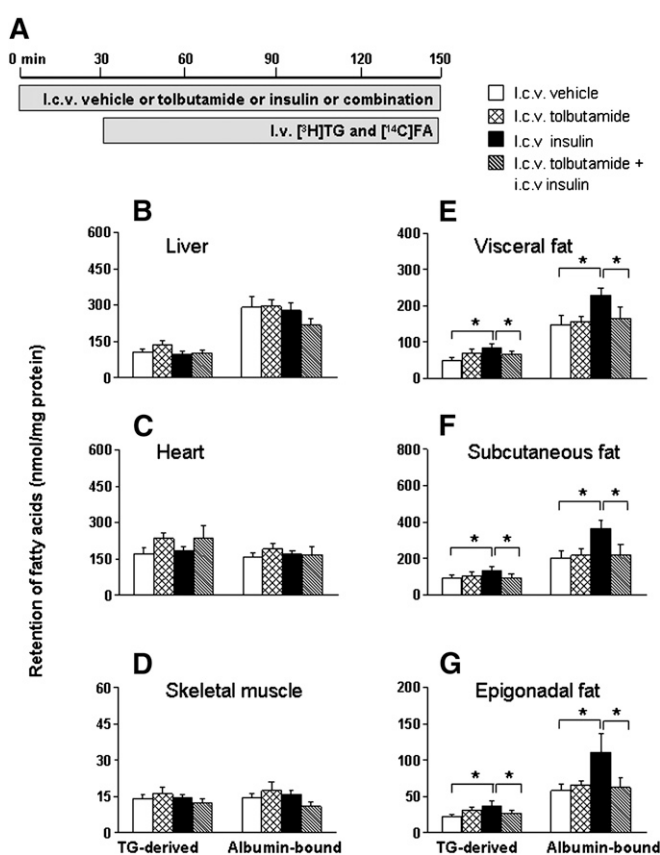 A
0 min 30 60 90 120 150
I.c.v. vehicle or tolbutamide or insulin or combination
I.v. [³H]TG and [¹⁴C]FA
I.c.v. vehicle
I.c.v. tolbutamide
I.c.v insulin
I.c.v. tolbutamide +
i.c.v insulin
Retention of fatty acids (nmol/mg protein)
B
Liver
600
450
300
150
0
C
Heart
600
450
300
150
0
D
Skeletal muscle
60
45
30
15
0
TG-derived Albumin-bound
E
Visceral fat
400
300
200
100
0
* *
* *
F
Subcutaneous fat
800
600
400
200
0
* *
* *
G
Epigonadal fat
200
150
100
50
0
* *
* *
TG-derived Albumin-bound